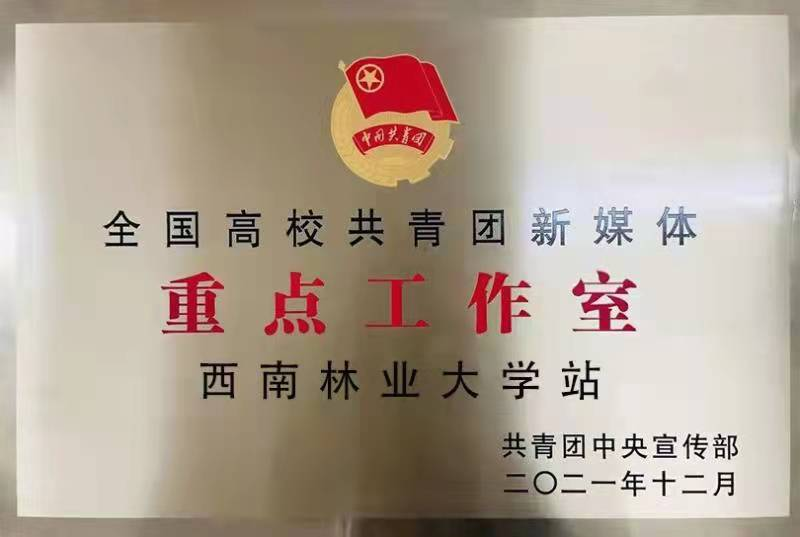 中国共青团
全国高校共青团新媒体
重点工作室
西南林业大学站
共青团中央宣传部
二〇二一年十二月